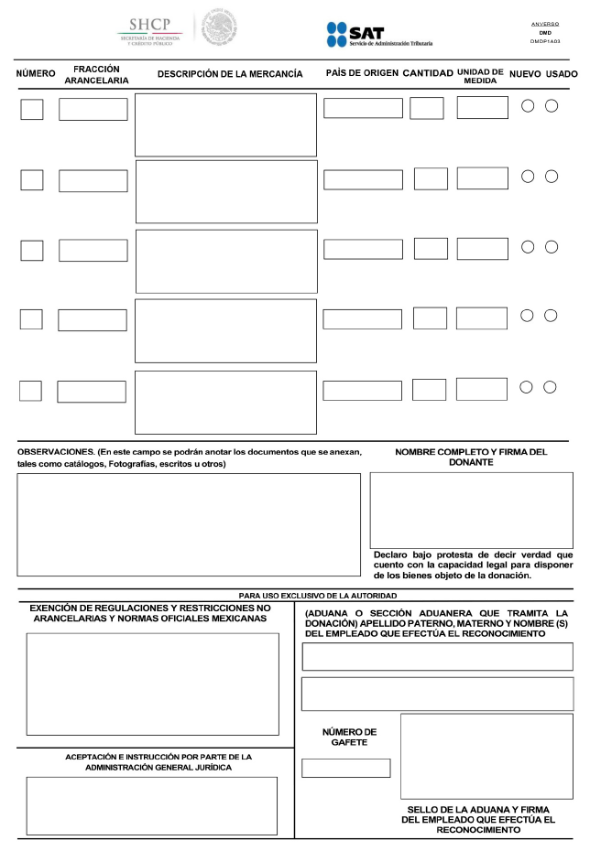 SHCP
SECRETARÍA DE HACIENDA
Y CRÉDITO PÚBLICO
SAT
Servicio de Administración Tributaria
ANVERSO
DMD
DMDP1A03
NÚMERO
FRACCIÓN
ARANCELARIA
DESCRIPCIÓN DE LA MERCANCÍA
PAÍS DE ORIGEN
CANTIDAD
UNIDAD DE
MEDIDA
NUEVO
USADO
OBSERVACIONES. (En este campo se podrán anotar los documentos que se anexan,
tales como catálogos, Fotografías, escritos u otros)
NOMBRE COMPLETO Y FIRMA DEL
DONANTE
Declaro bajo protesta de decir verdad que
cuento con la capacidad legal para disponer
de los bienes objeto de la donación.
PARA USO EXCLUSIVO DE LA AUTORIDAD
EXENCIÓN DE REGULACIONES Y RESTRICCIONES NO
ARANCELARIAS Y NORMAS OFICIALES MEXICANAS
(ADUANA O SECCIÓN ADUANERA QUE TRAMITA LA
DONACIÓN) APELLIDO PATERNO, MATERNO Y NOMBRE (S)
DEL EMPLEADO QUE EFECTÚA EL RECONOCIMIENTO
NÚMERO DE
GAFETE
ACEPTACIÓN E INSTRUCCIÓN POR PARTE DE LA
ADMINISTRACIÓN GENERAL JURÍDICA
SELLO DE LA ADUANA Y FIRMA
DEL EMPLEADO QUE EFECTÚA EL
RECONOCIMIENTO